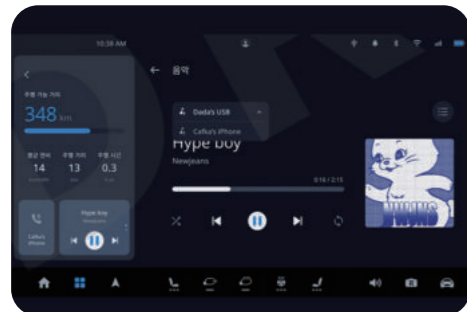 10:38 AM
음악
주행 가능 거리
348 km
Dada's USB
Callua's iPhone
Hype boy
Newjeans
평균 연비
주행 거리
주행 시간
14
13
0.3
0:16 / 2:15
Hype boy
Newjeans
iPhone